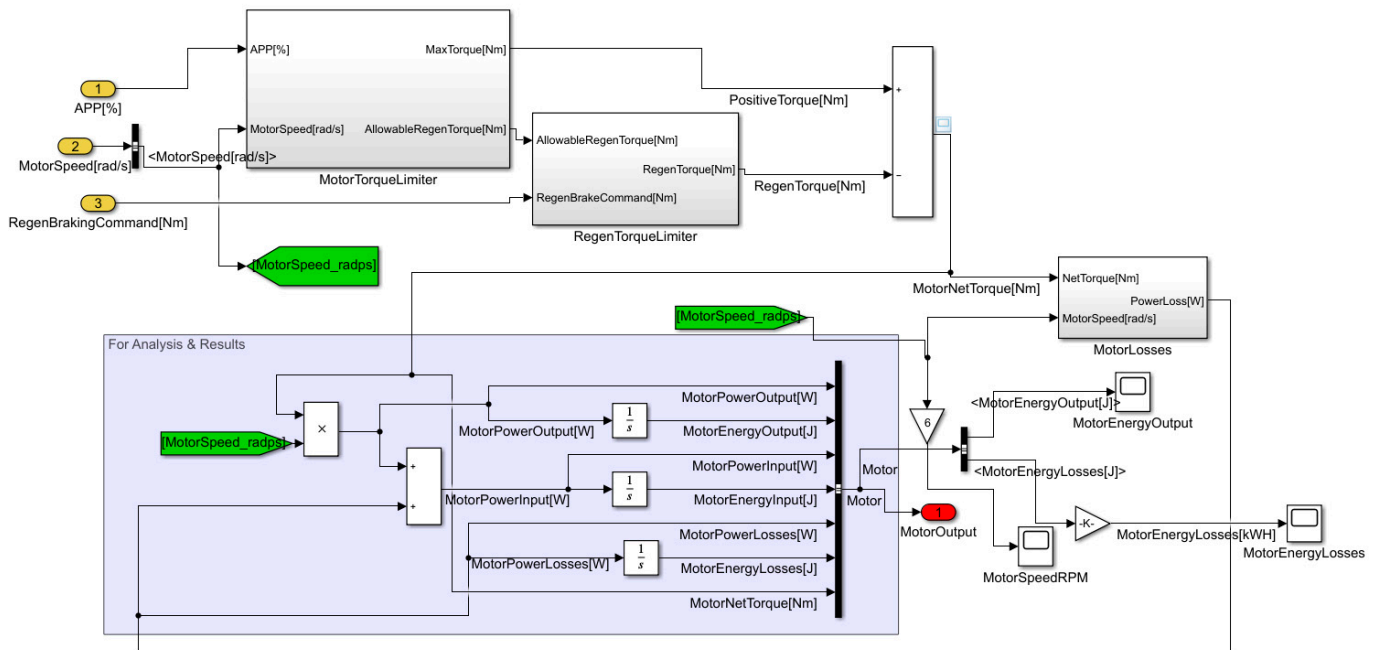 APP[%]
MaxTorque[Nm]
1
APP[%]
PositiveTorque[Nm]
+
MotorSpeed[rad/s]
AllowableRegenTorque[Nm]
2
MotorSpeed[rad/s]
<MotorSpeed[rad/s]>
MotorTorqueLimiter
AllowableRegenTorque[Nm]
RegenTorque[Nm]
RegenTorque[Nm]
−
3
RegenBrakingCommand[Nm]
RegenBrakeCommand[Nm]
RegenTorqueLimiter
[MotorSpeed_radps]
NetTorque[Nm]
MotorNetTorque[Nm]
PowerLoss[W]
[MotorSpeed_radps]
MotorSpeed[rad/s]
MotorLosses
For Analysis & Results
MotorPowerOutput[W]
<MotorEnergyOutput[J]>
MotorEnergyOutput
×
[MotorSpeed_radps]
MotorPowerOutput[W]
1
s
MotorEnergyOutput[J]
6
+
MotorPowerInput[W]
Motor
<MotorEnergyLosses[J]>
MotorPowerInput[W]
1
s
MotorEnergyInput[J]
Motor
+
1
MotorOutput
MotorPowerLosses[W]
-K-
MotorEnergyLosses[kWH]
MotorEnergyLosses
MotorPowerLosses[W]
1
s
MotorEnergyLosses[J]
MotorSpeedRPM
MotorNetTorque[Nm]